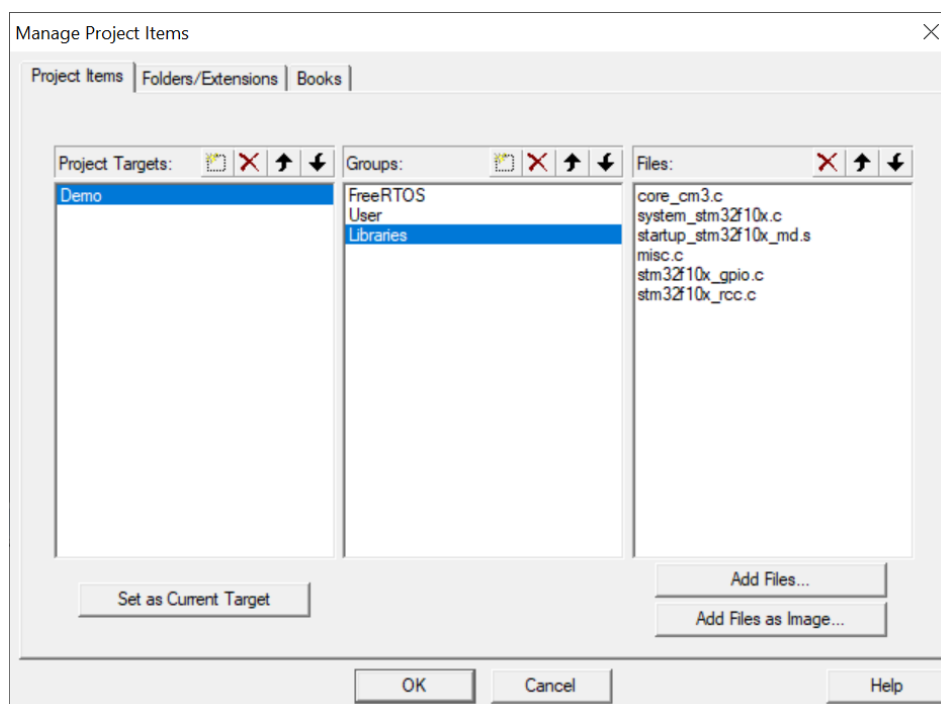 Manage Project Items
Project Items Folders/Extensions Books
Project Targets: Groups: Files:
Demo
FreeRTOS
User
Libraries
core_cm3.c
system_stm32f10x.c
startup_stm32f10x_md.s
misc.c
stm32f10x_gpio.c
stm32f10x_rcc.c
Set as Current Target
Add Files...
Add Files as Image...
OK Cancel Help